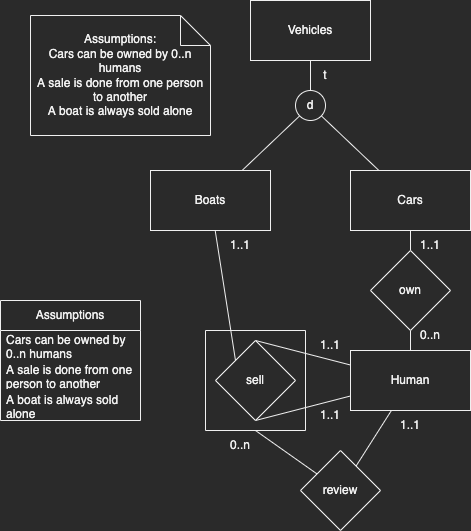 Assumptions:
Cars can be owned by 0..n
humans
A sale is done from one person
to another
A boat is always sold alone
Vehicles
t
d
Boats
Cars
1..1
1..1
own
0..n
Assumptions
Cars can be owned by
0..n humans
A sale is done from one
person to another
A boat is always sold
alone
1..1
sell
Human
1..1
1..1
0..n
review